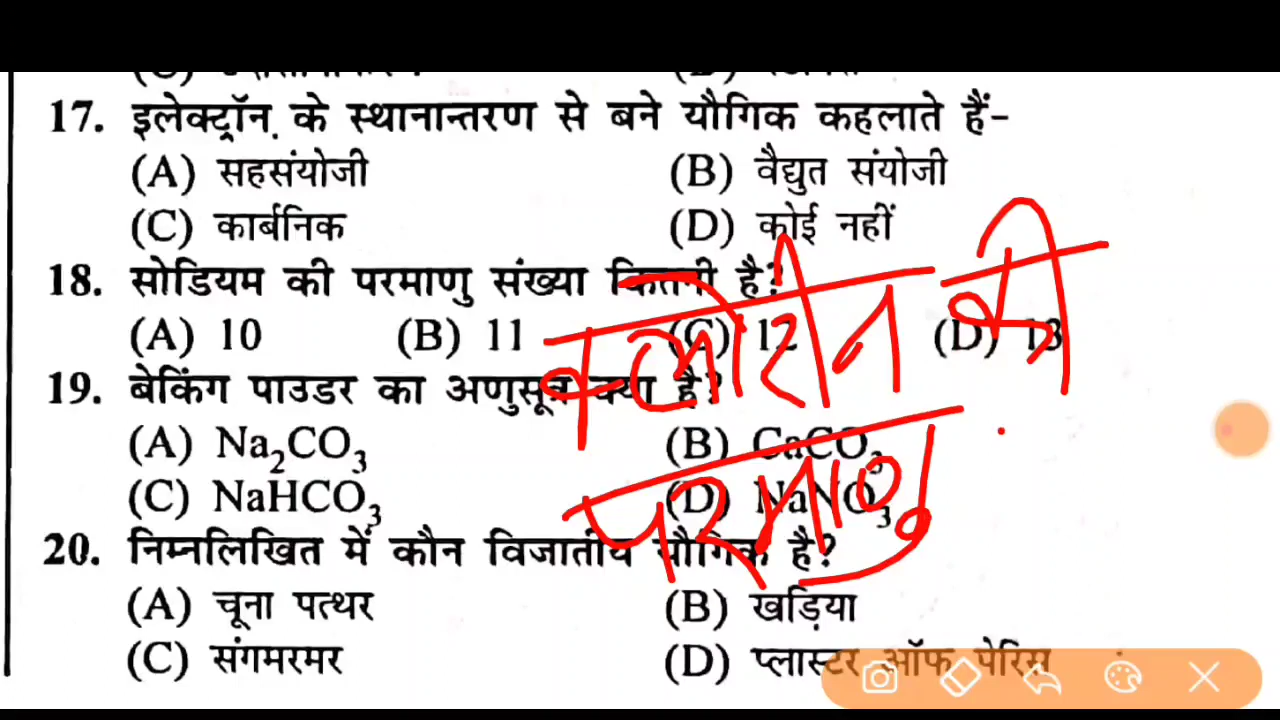 17. इलेक्ट्रॉन के स्थानान्तरण से बने यौगिक कहलाते हैं-
(A) सहसंयोजी (B) वैद्युत संयोजी
(C) कार्बनिक (D) कोई नहीं
18. सोडियम की परमाणु संख्या कितनी है?
(A) 10 (B) 11 (C) 12 (D) 13
19. बेकिंग पाउडर का अणुसूत्र क्या है?
(A) Na₂CO₃ (B) CaCO₃
(C) NaHCO₃ (D) NaNO₃
20. निम्नलिखित में कौन विजातीय यौगिक है?
(A) चूना पत्थर (B) खड़िया
(C) संगमरमर (D) प्लास्टर ऑफ पेरिस
क्लोरीन की
परमाणु